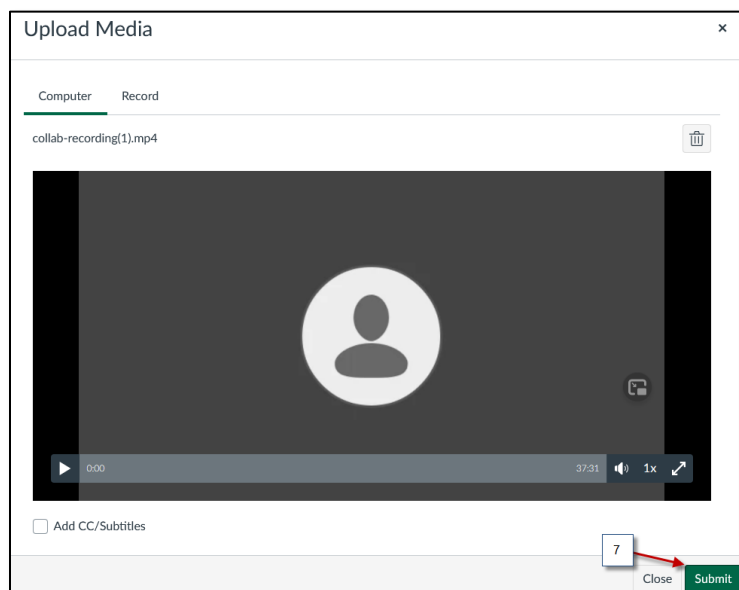 Upload Media ×
Computer Record
collab-recording(1).mp4
0:00 37:31 1x
Add CC/Subtitles
7
Close Submit